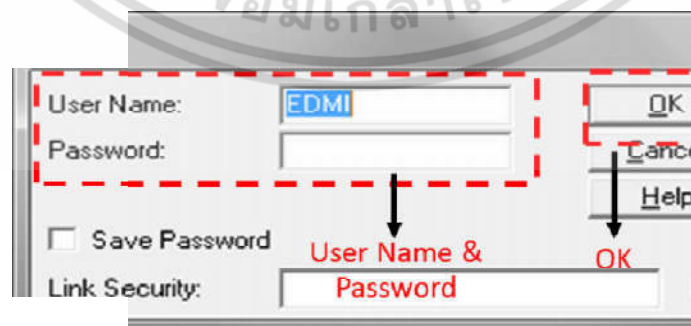 User Name: EDMI OK
Password: Cance
Help
Save Password
User Name & OK
Link Security: Password